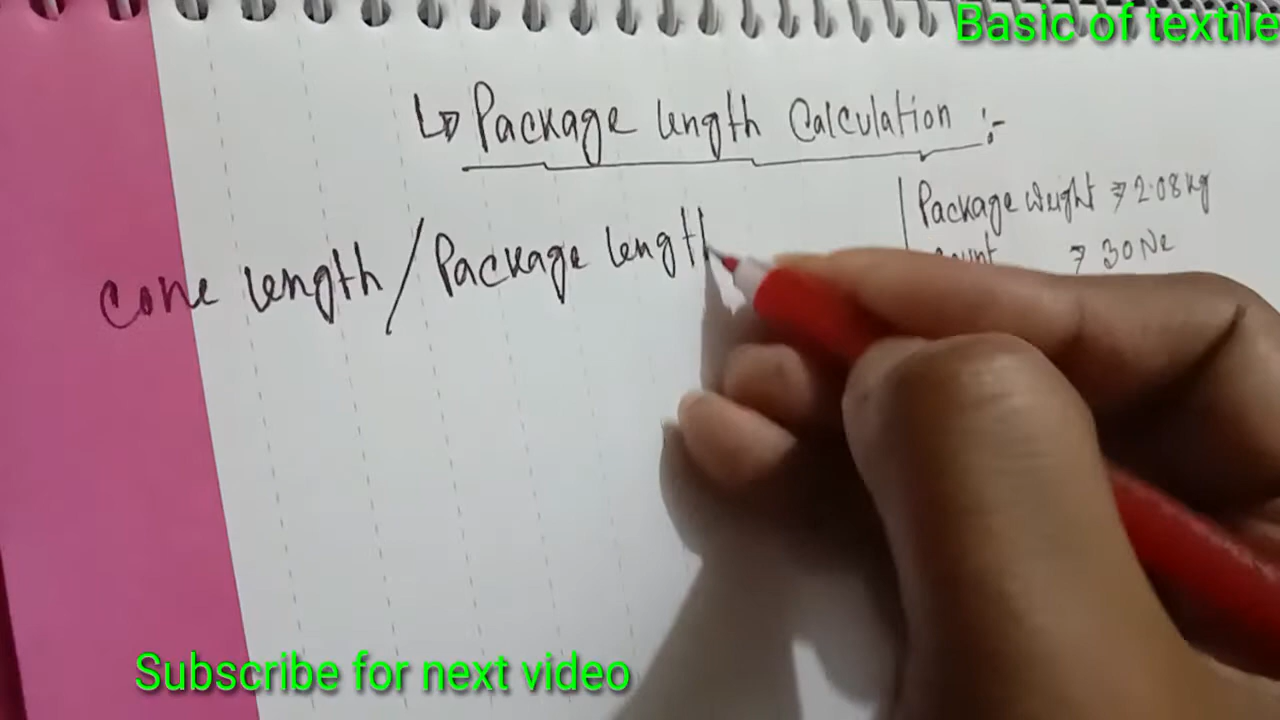 Basic of textile
↳ Package length Calculation :-
Package weight → 2.08 kg
count → 30 Ne
Cone length / Package length
Subscribe for next video